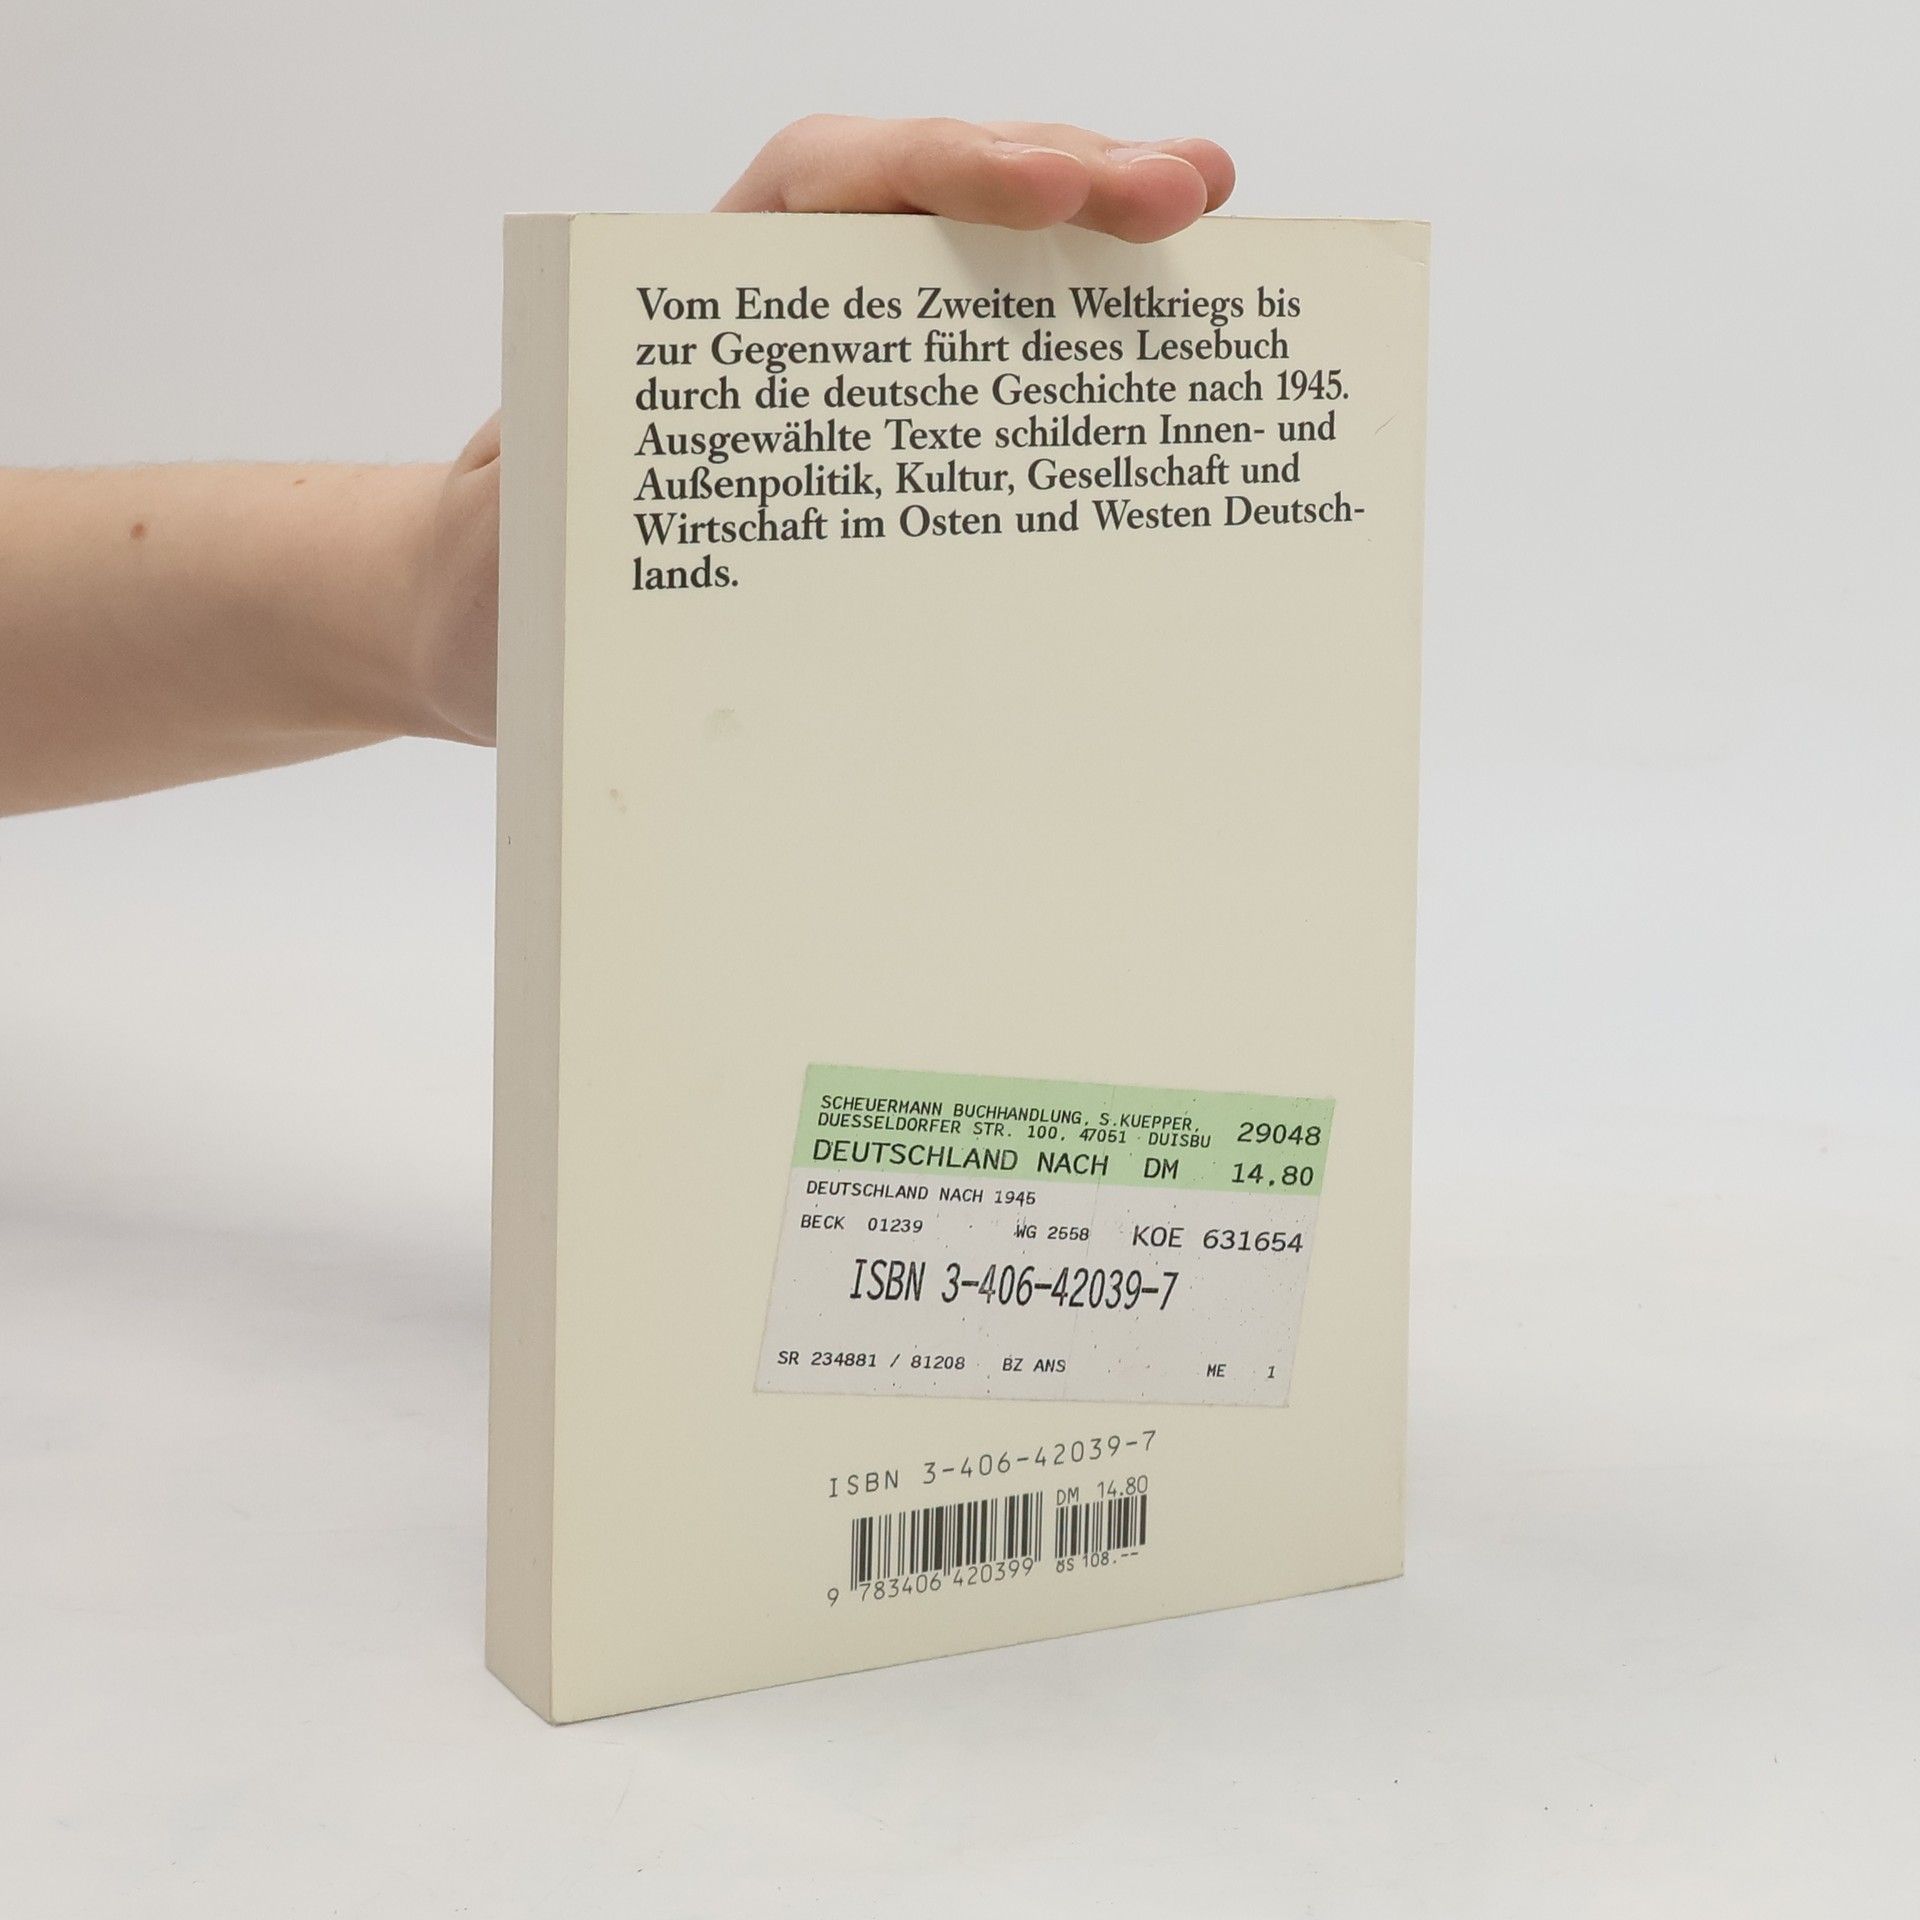 Vom Ende des Zweiten Weltkriegs bis
zur Gegenwart führt dieses Lesebuch
durch die deutsche Geschichte nach 1945.
Ausgewählte Texte schildern Innen- und
Außenpolitik, Kultur, Gesellschaft und
Wirtschaft im Osten und Westen Deutsch-
lands.
SCHEUERMANN BUCHHANDLUNG, S.KUEPPER,
DUESSELDORFER STR. 100, 47051 DUISBU 29048
DEUTSCHLAND NACH DM 14.80
DEUTSCHLAND NACH 1945
BECK 01239 WG 2558 KOE 631654
ISBN 3-406-42039-7
SR 234881 / 81208 BZ ANS ME 1
ISBN 3-406-42039-7
DM 14.80
9 783406 420399 öS 108.--